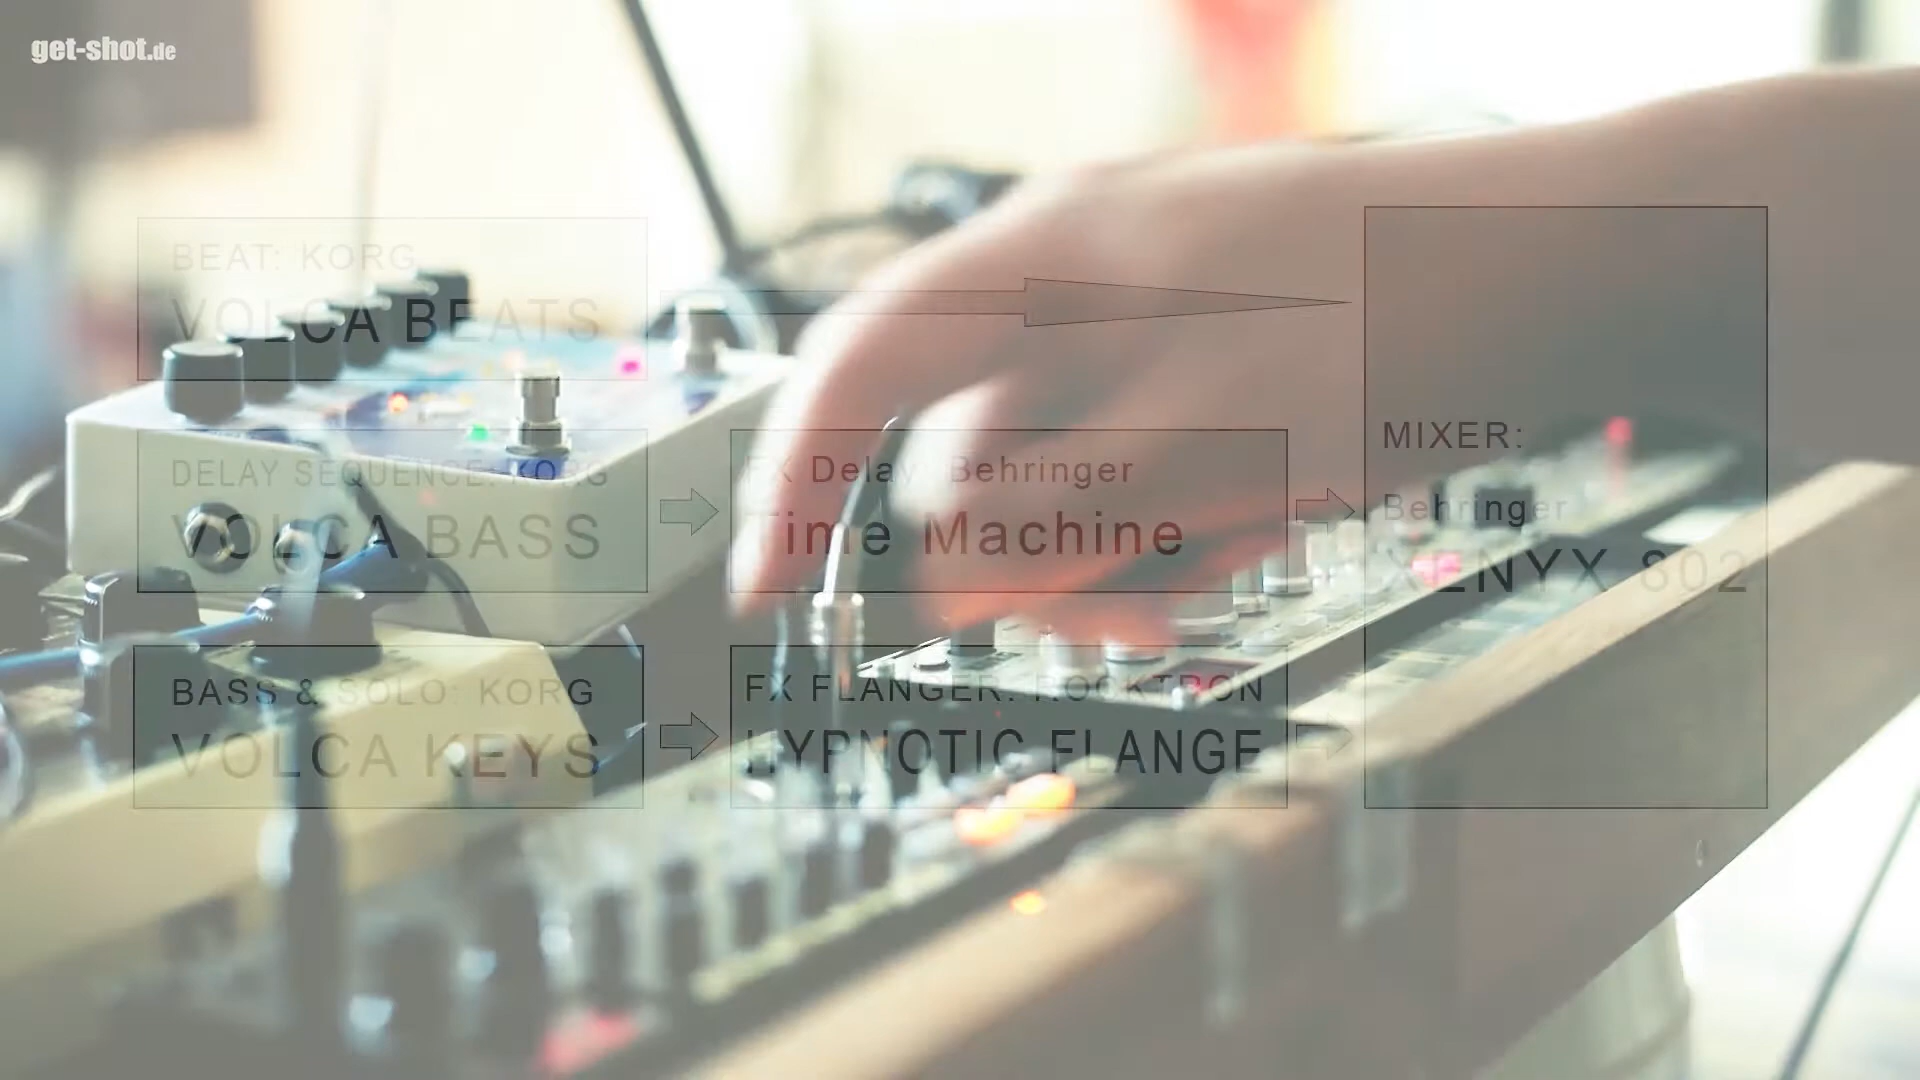 get-shot.de
BEAT: KORG
VOLCA BEATS
DELAY SEQUENCE: KORG
VOLCA BASS
FX Delay: Behringer
Time Machine
BASS & SOLO: KORG
VOLCA KEYS
FX FLANGER: ROCKTRON
HYPNOTIC FLANGE
MIXER:
Behringer
XENYX 802